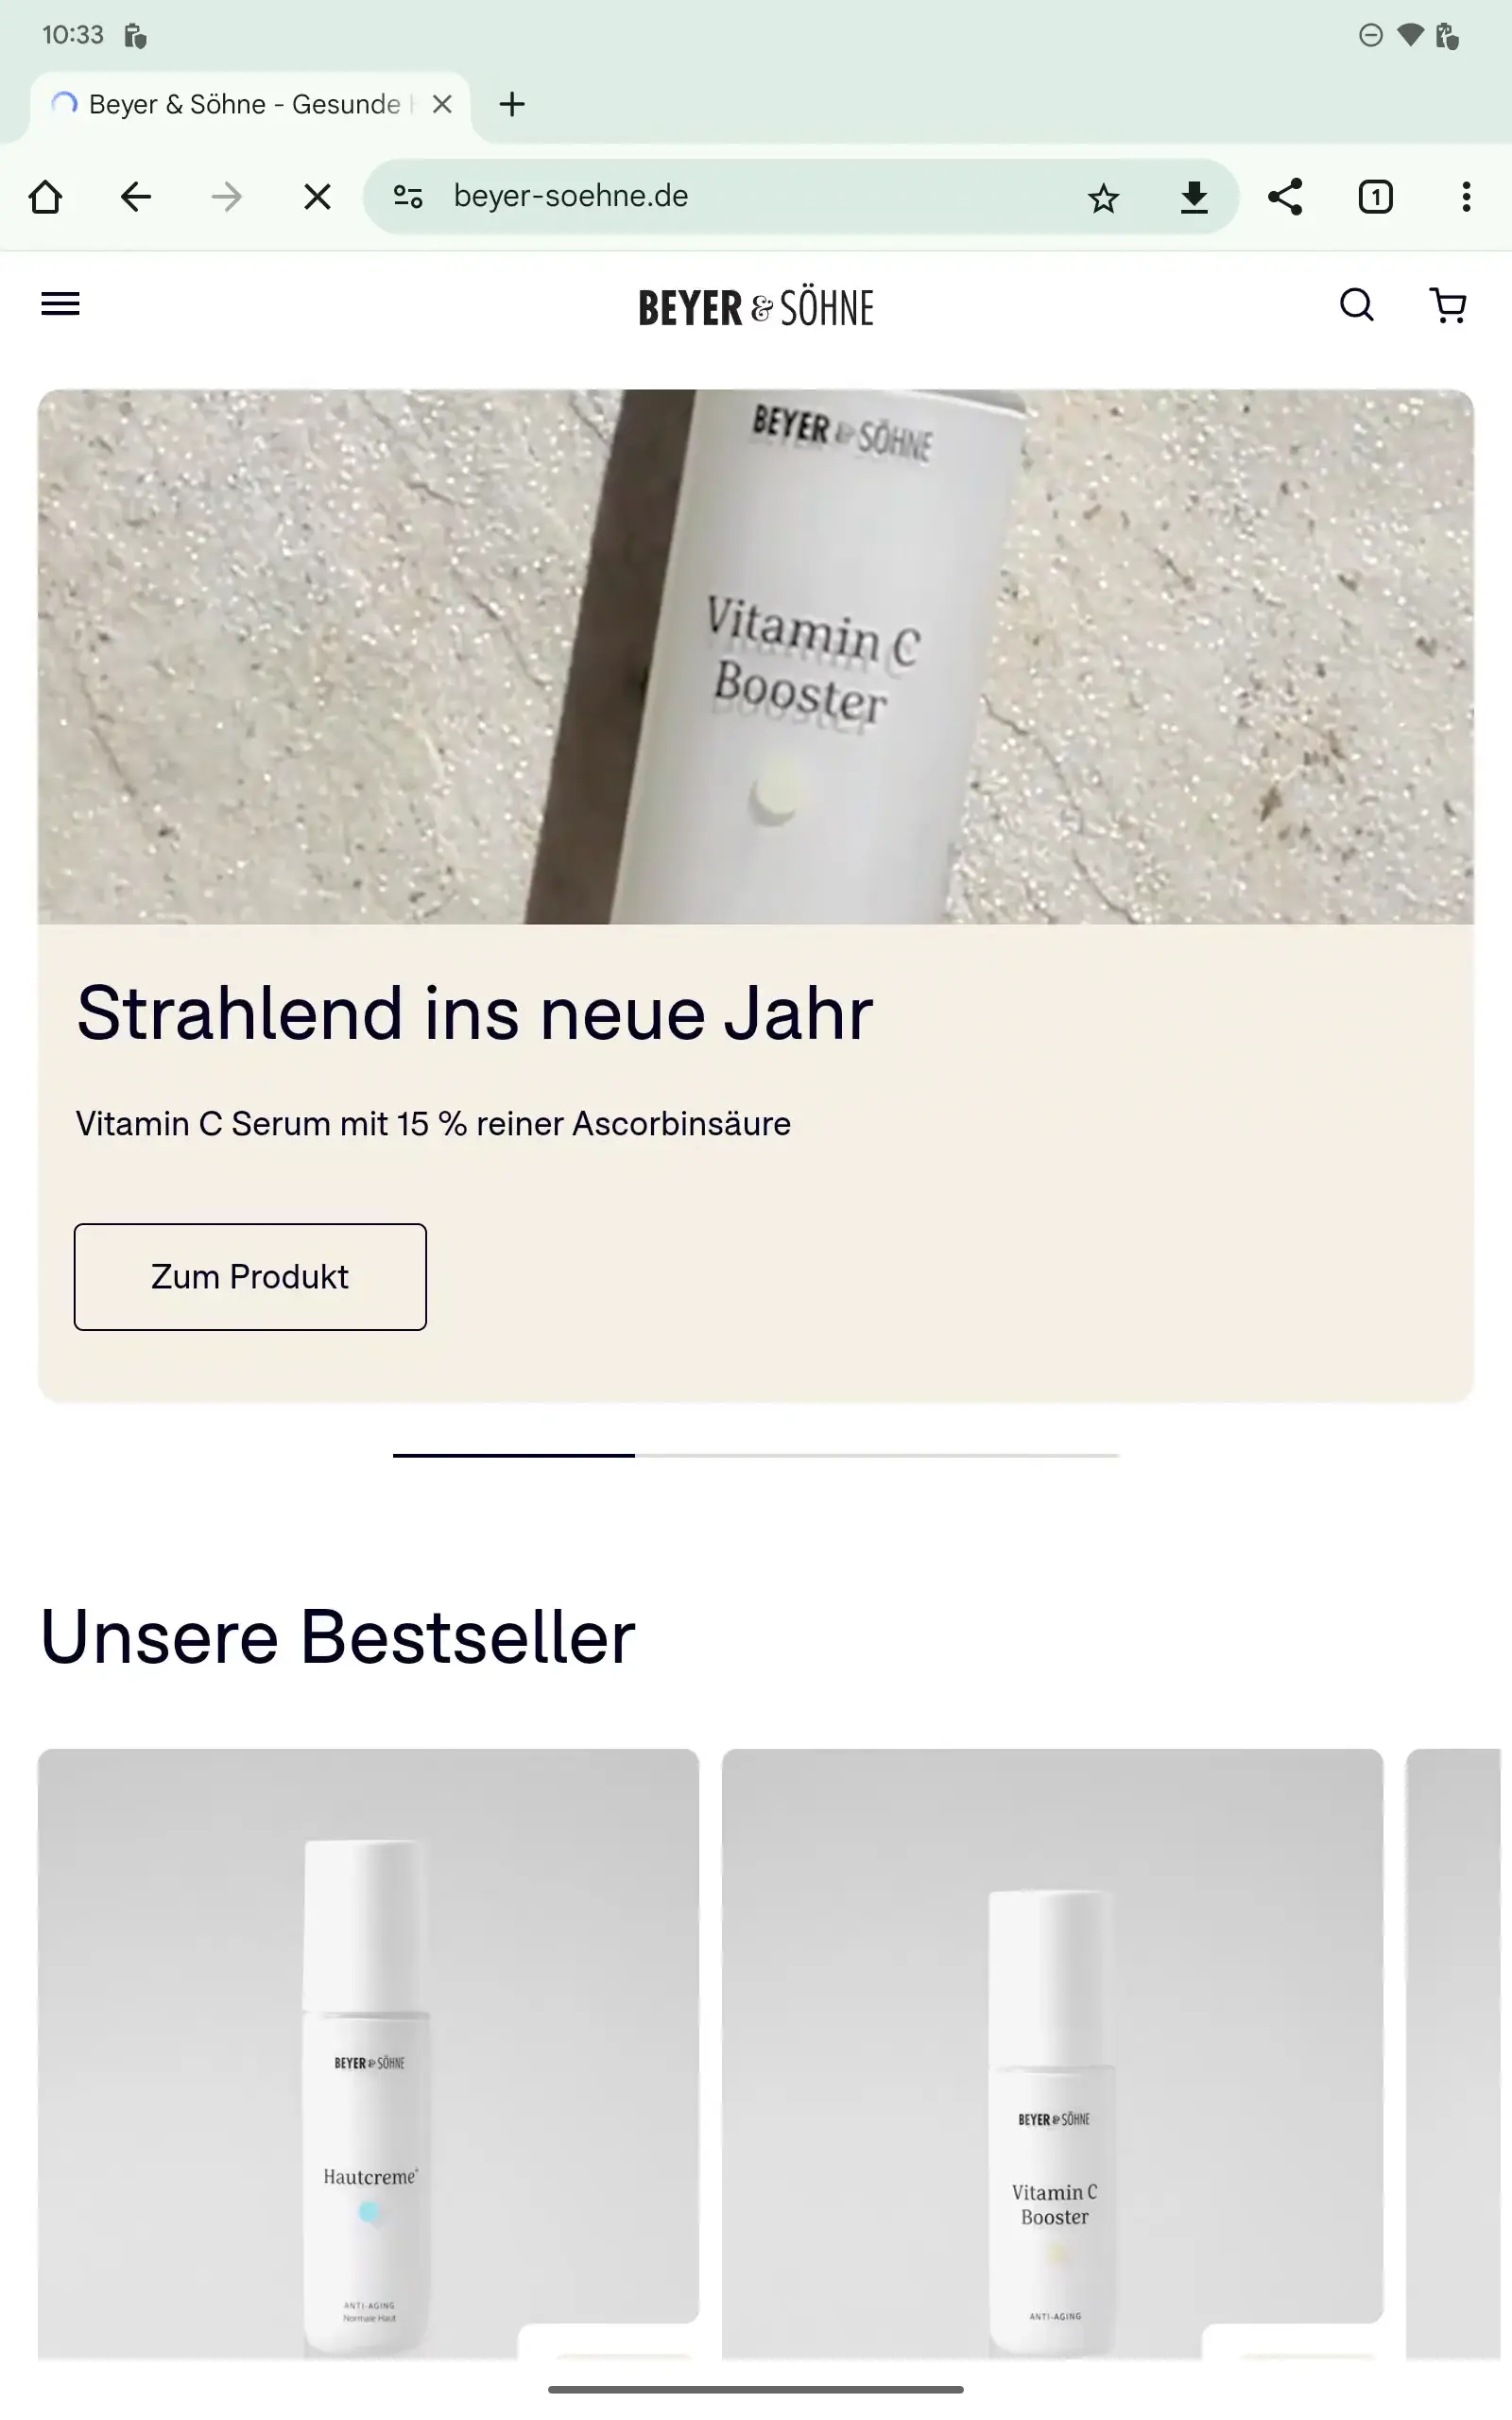 10:33
Beyer & Söhne - Gesunde
beyer-soehne.de
1
BEYER & SÖHNE
BEYER & SÖHNE
Vitamin C
Booster
Strahlend ins neue Jahr
Vitamin C Serum mit 15 % reiner Ascorbinsäure
Zum Produkt
Unsere Bestseller
BEYER & SÖHNE
Hautcreme+
ANTI-AGING
Normale Haut
BEYER & SÖHNE
Vitamin C
Booster
ANTI-AGING